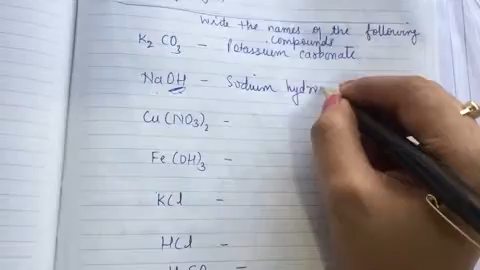 Write the names of the following
compounds
K2 CO3 - Potassium carbonate
NaOH - Sodium hydr
Cu(NO3)2 -
Fe(OH)3 -
KCl -
HCl -